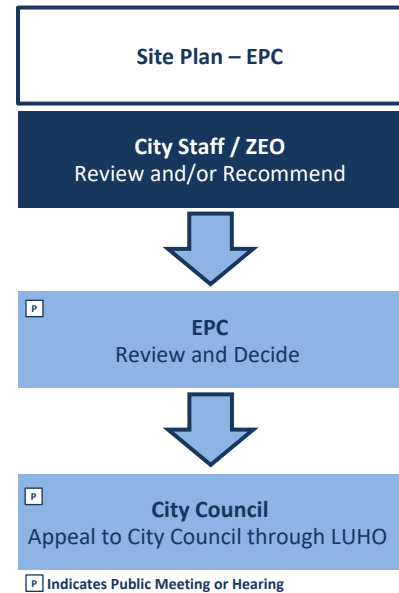 Site Plan – EPC
City Staff / ZEO
Review and/or Recommend
P
EPC
Review and Decide
P
City Council
Appeal to City Council through LUHO
P Indicates Public Meeting or Hearing